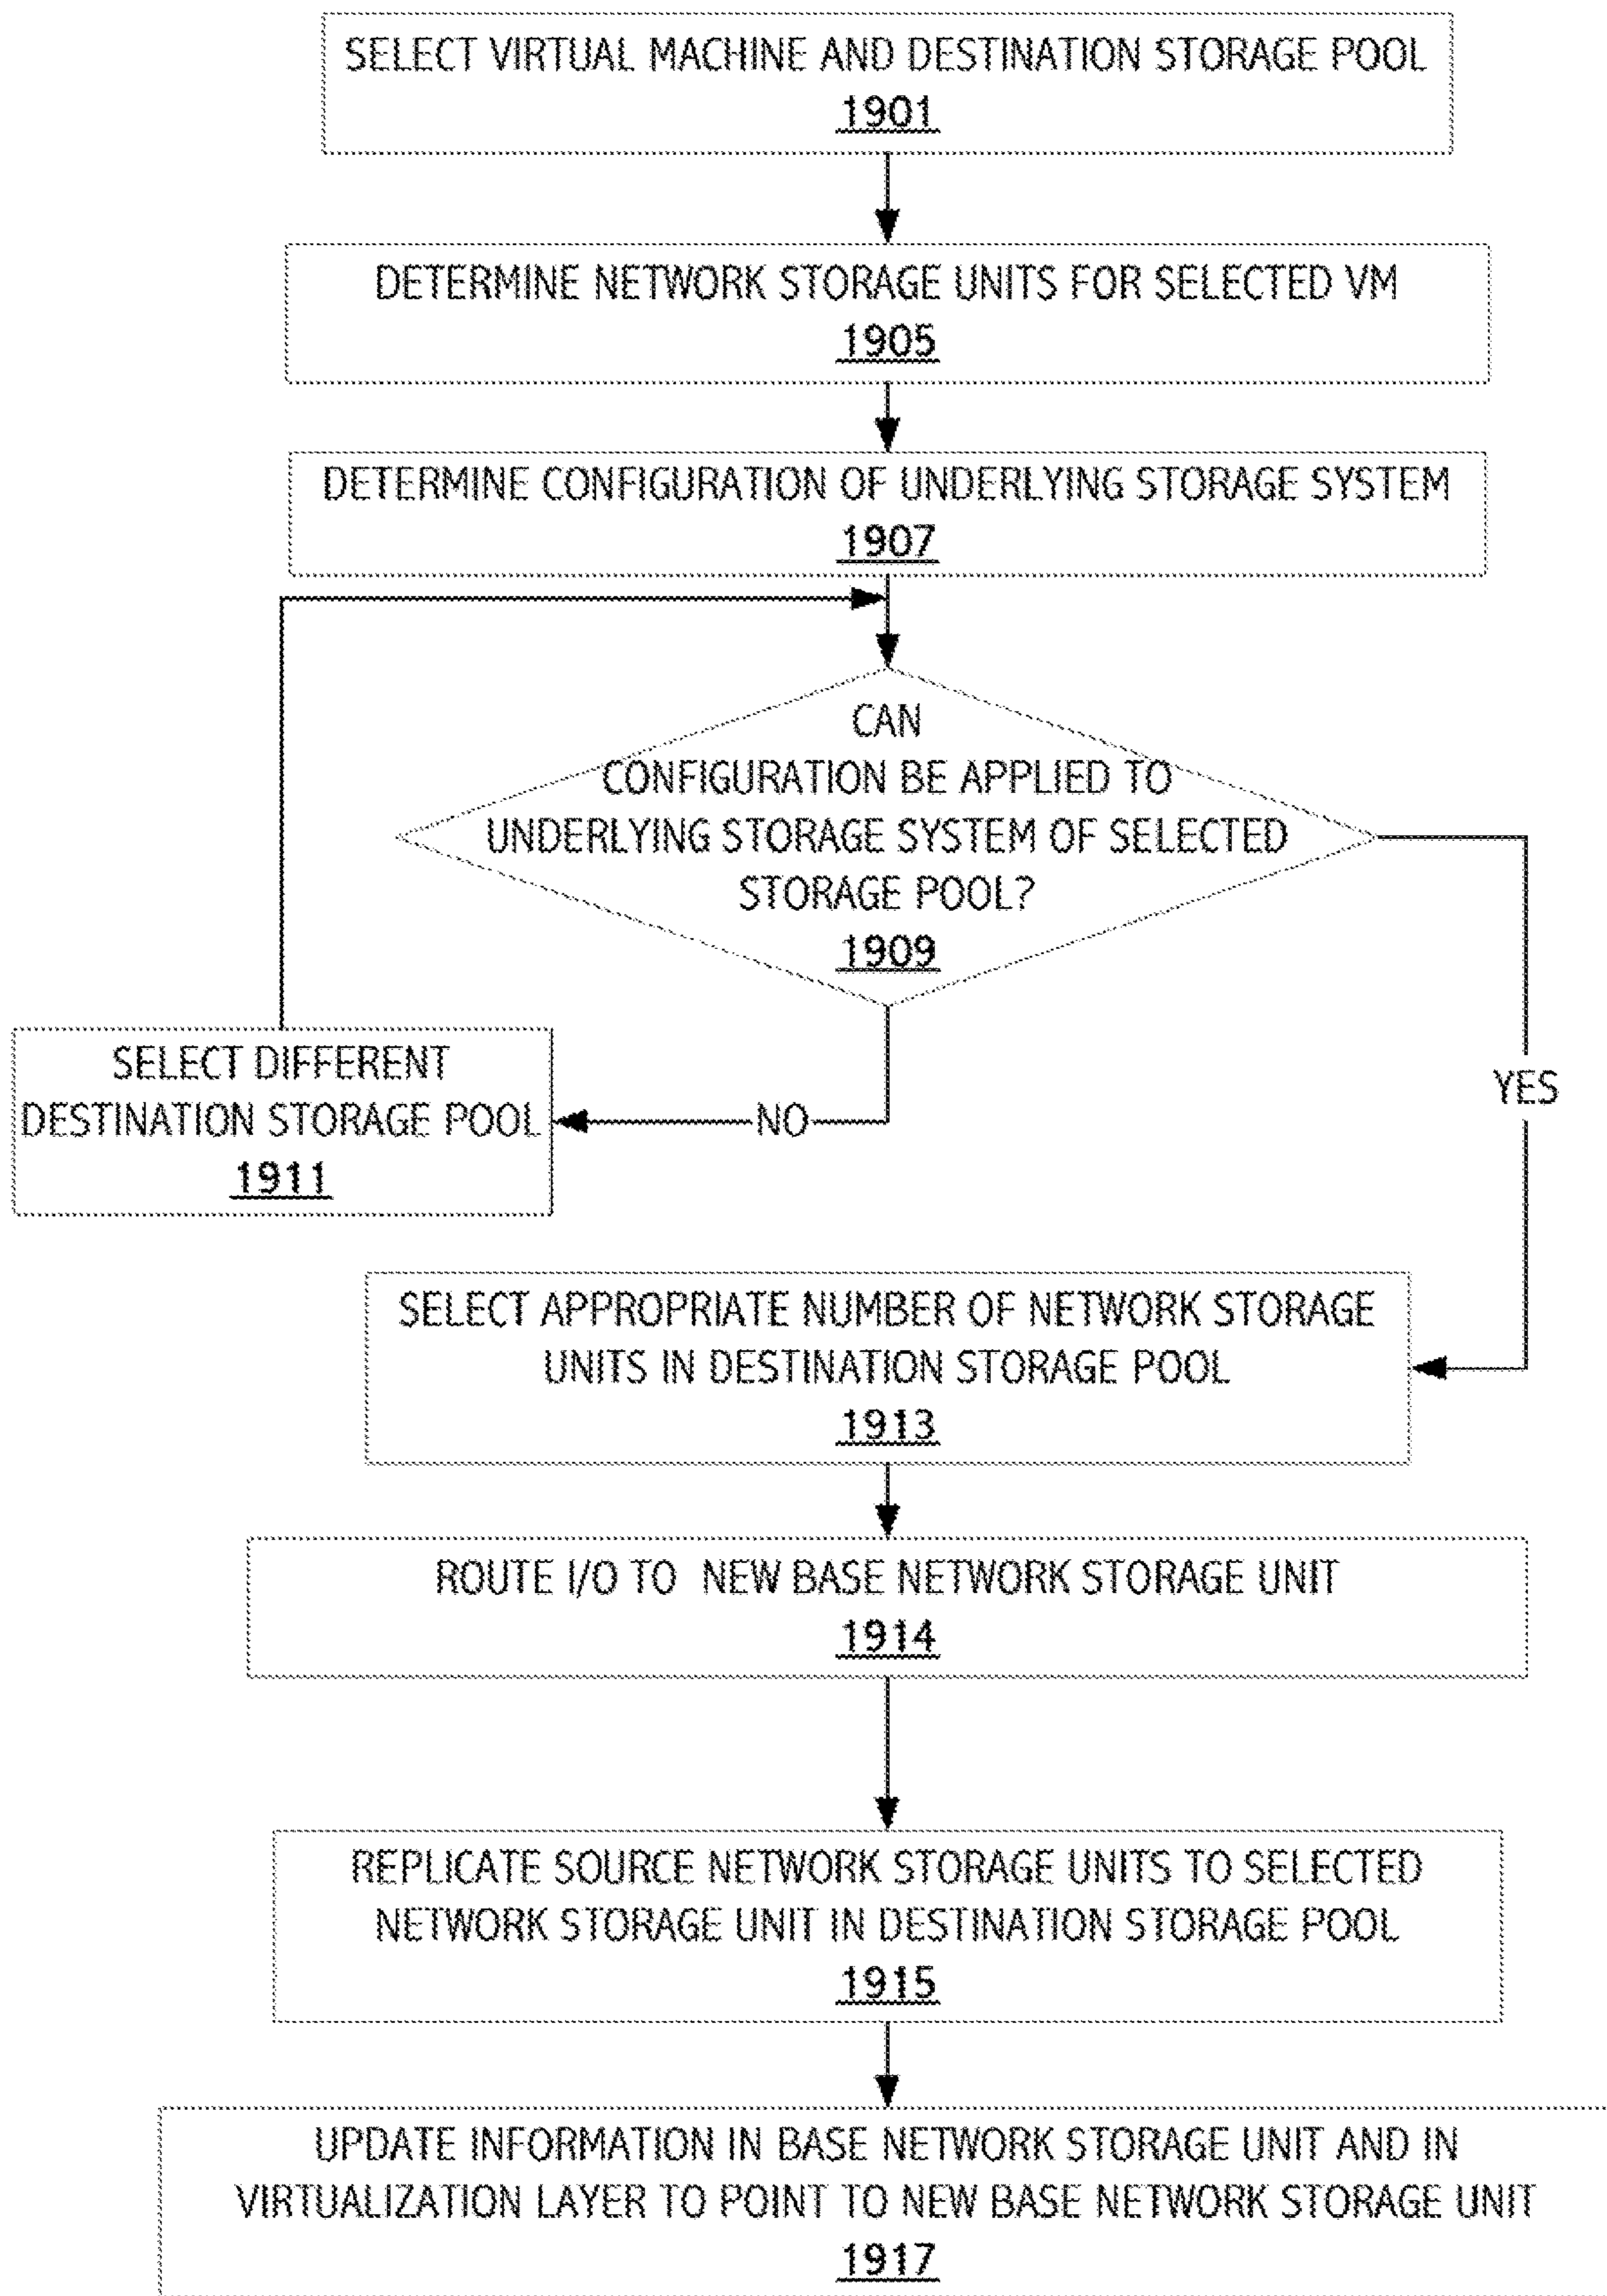 SELECT VIRTUAL MACHINE AND DESTINATION STORAGE POOL
1901
DETERMINE NETWORK STORAGE UNITS FOR SELECTED VM
1905
DETERMINE CONFIGURATION OF UNDERLYING STORAGE SYSTEM
1907
CAN
CONFIGURATION BE APPLIED TO
UNDERLYING STORAGE SYSTEM OF SELECTED
STORAGE POOL?
1909
SELECT DIFFERENT
DESTINATION STORAGE POOL
1911
NO
YES
SELECT APPROPRIATE NUMBER OF NETWORK STORAGE
UNITS IN DESTINATION STORAGE POOL
1913
ROUTE I/O TO NEW BASE NETWORK STORAGE UNIT
1914
REPLICATE SOURCE NETWORK STORAGE UNITS TO SELECTED
NETWORK STORAGE UNIT IN DESTINATION STORAGE POOL
1915
UPDATE INFORMATION IN BASE NETWORK STORAGE UNIT AND IN
VIRTUALIZATION LAYER TO POINT TO NEW BASE NETWORK STORAGE UNIT
1917